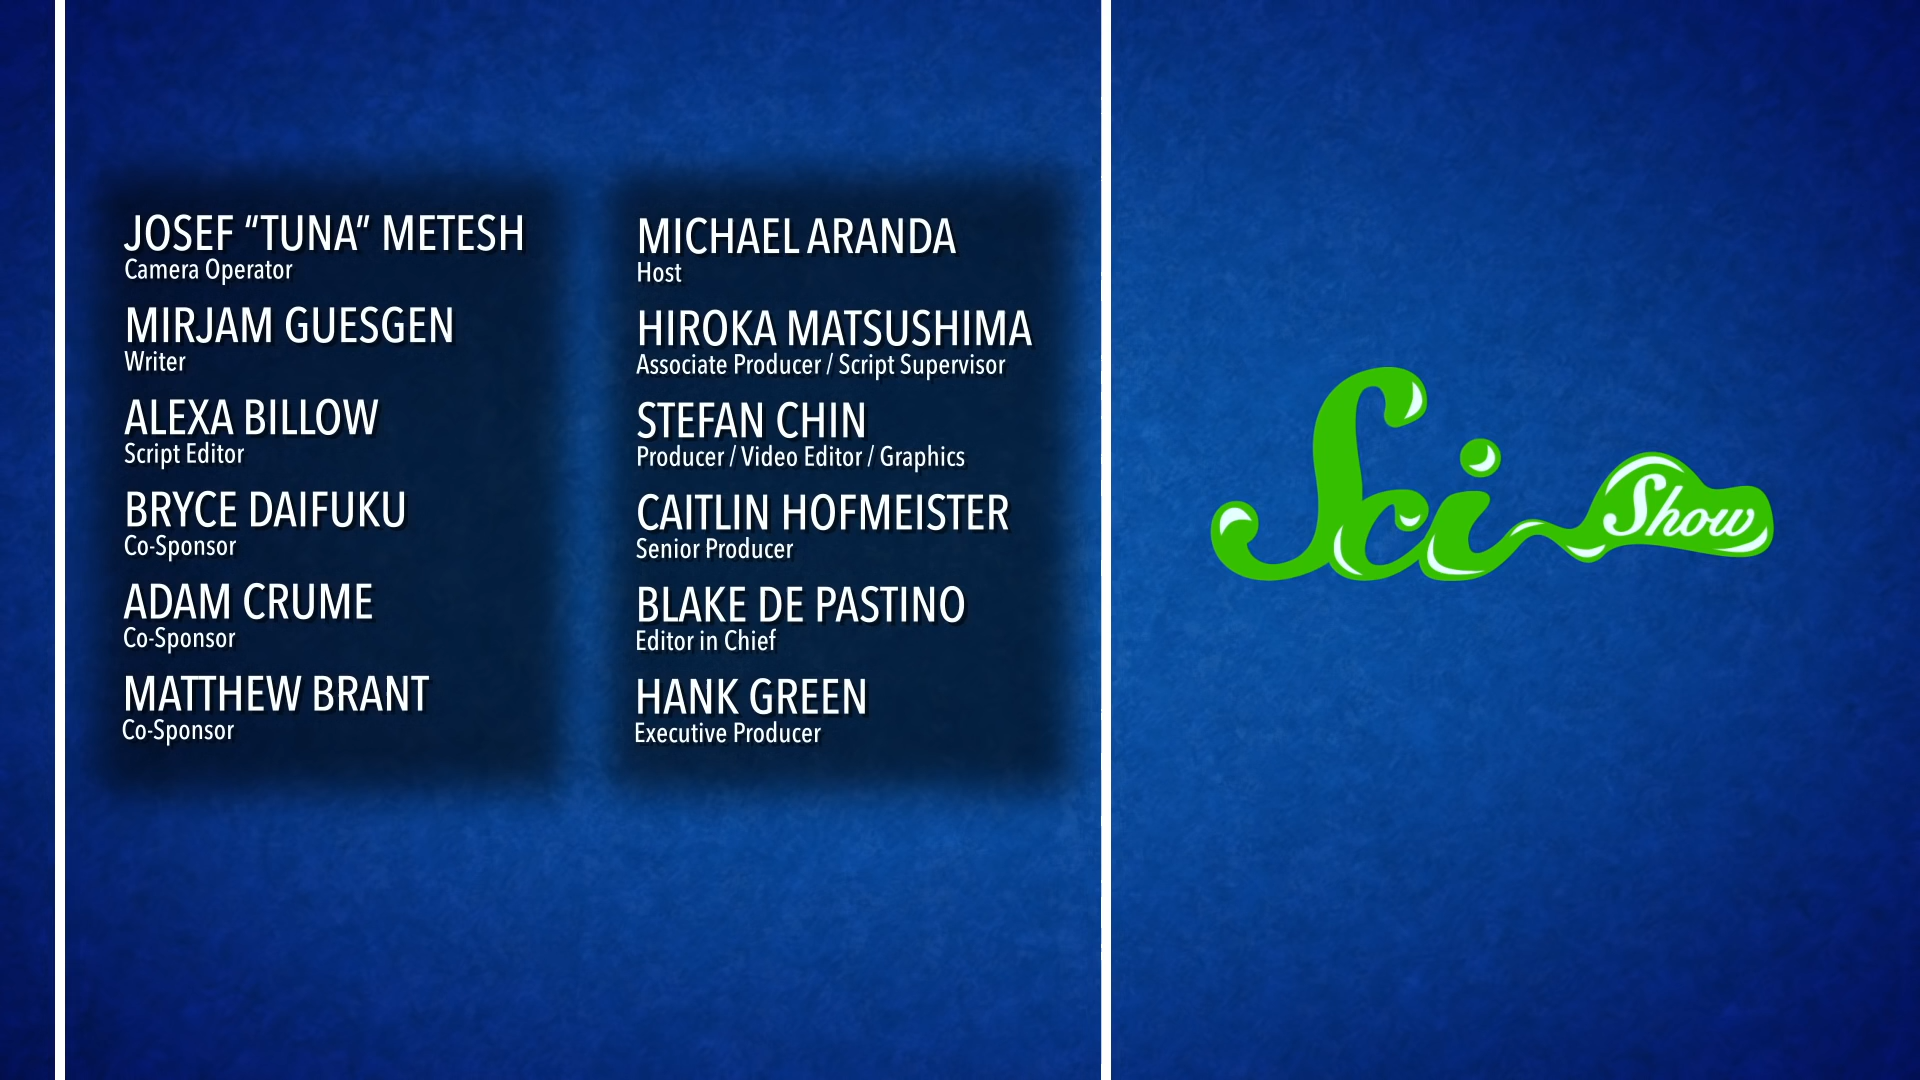 JOSEF “TUNA” METESH
Camera Operator
MIRJAM GUESGEN
Writer
ALEXA BILLOW
Script Editor
BRYCE DAIFUKU
Co-Sponsor
ADAM CRUME
Co-Sponsor
MATTHEW BRANT
Co-Sponsor
MICHAEL ARANDA
Host
HIROKA MATSUSHIMA
Associate Producer / Script Supervisor
STEFAN CHIN
Producer / Video Editor / Graphics
CAITLIN HOFMEISTER
Senior Producer
BLAKE DE PASTINO
Editor in Chief
HANK GREEN
Executive Producer
Sci Show